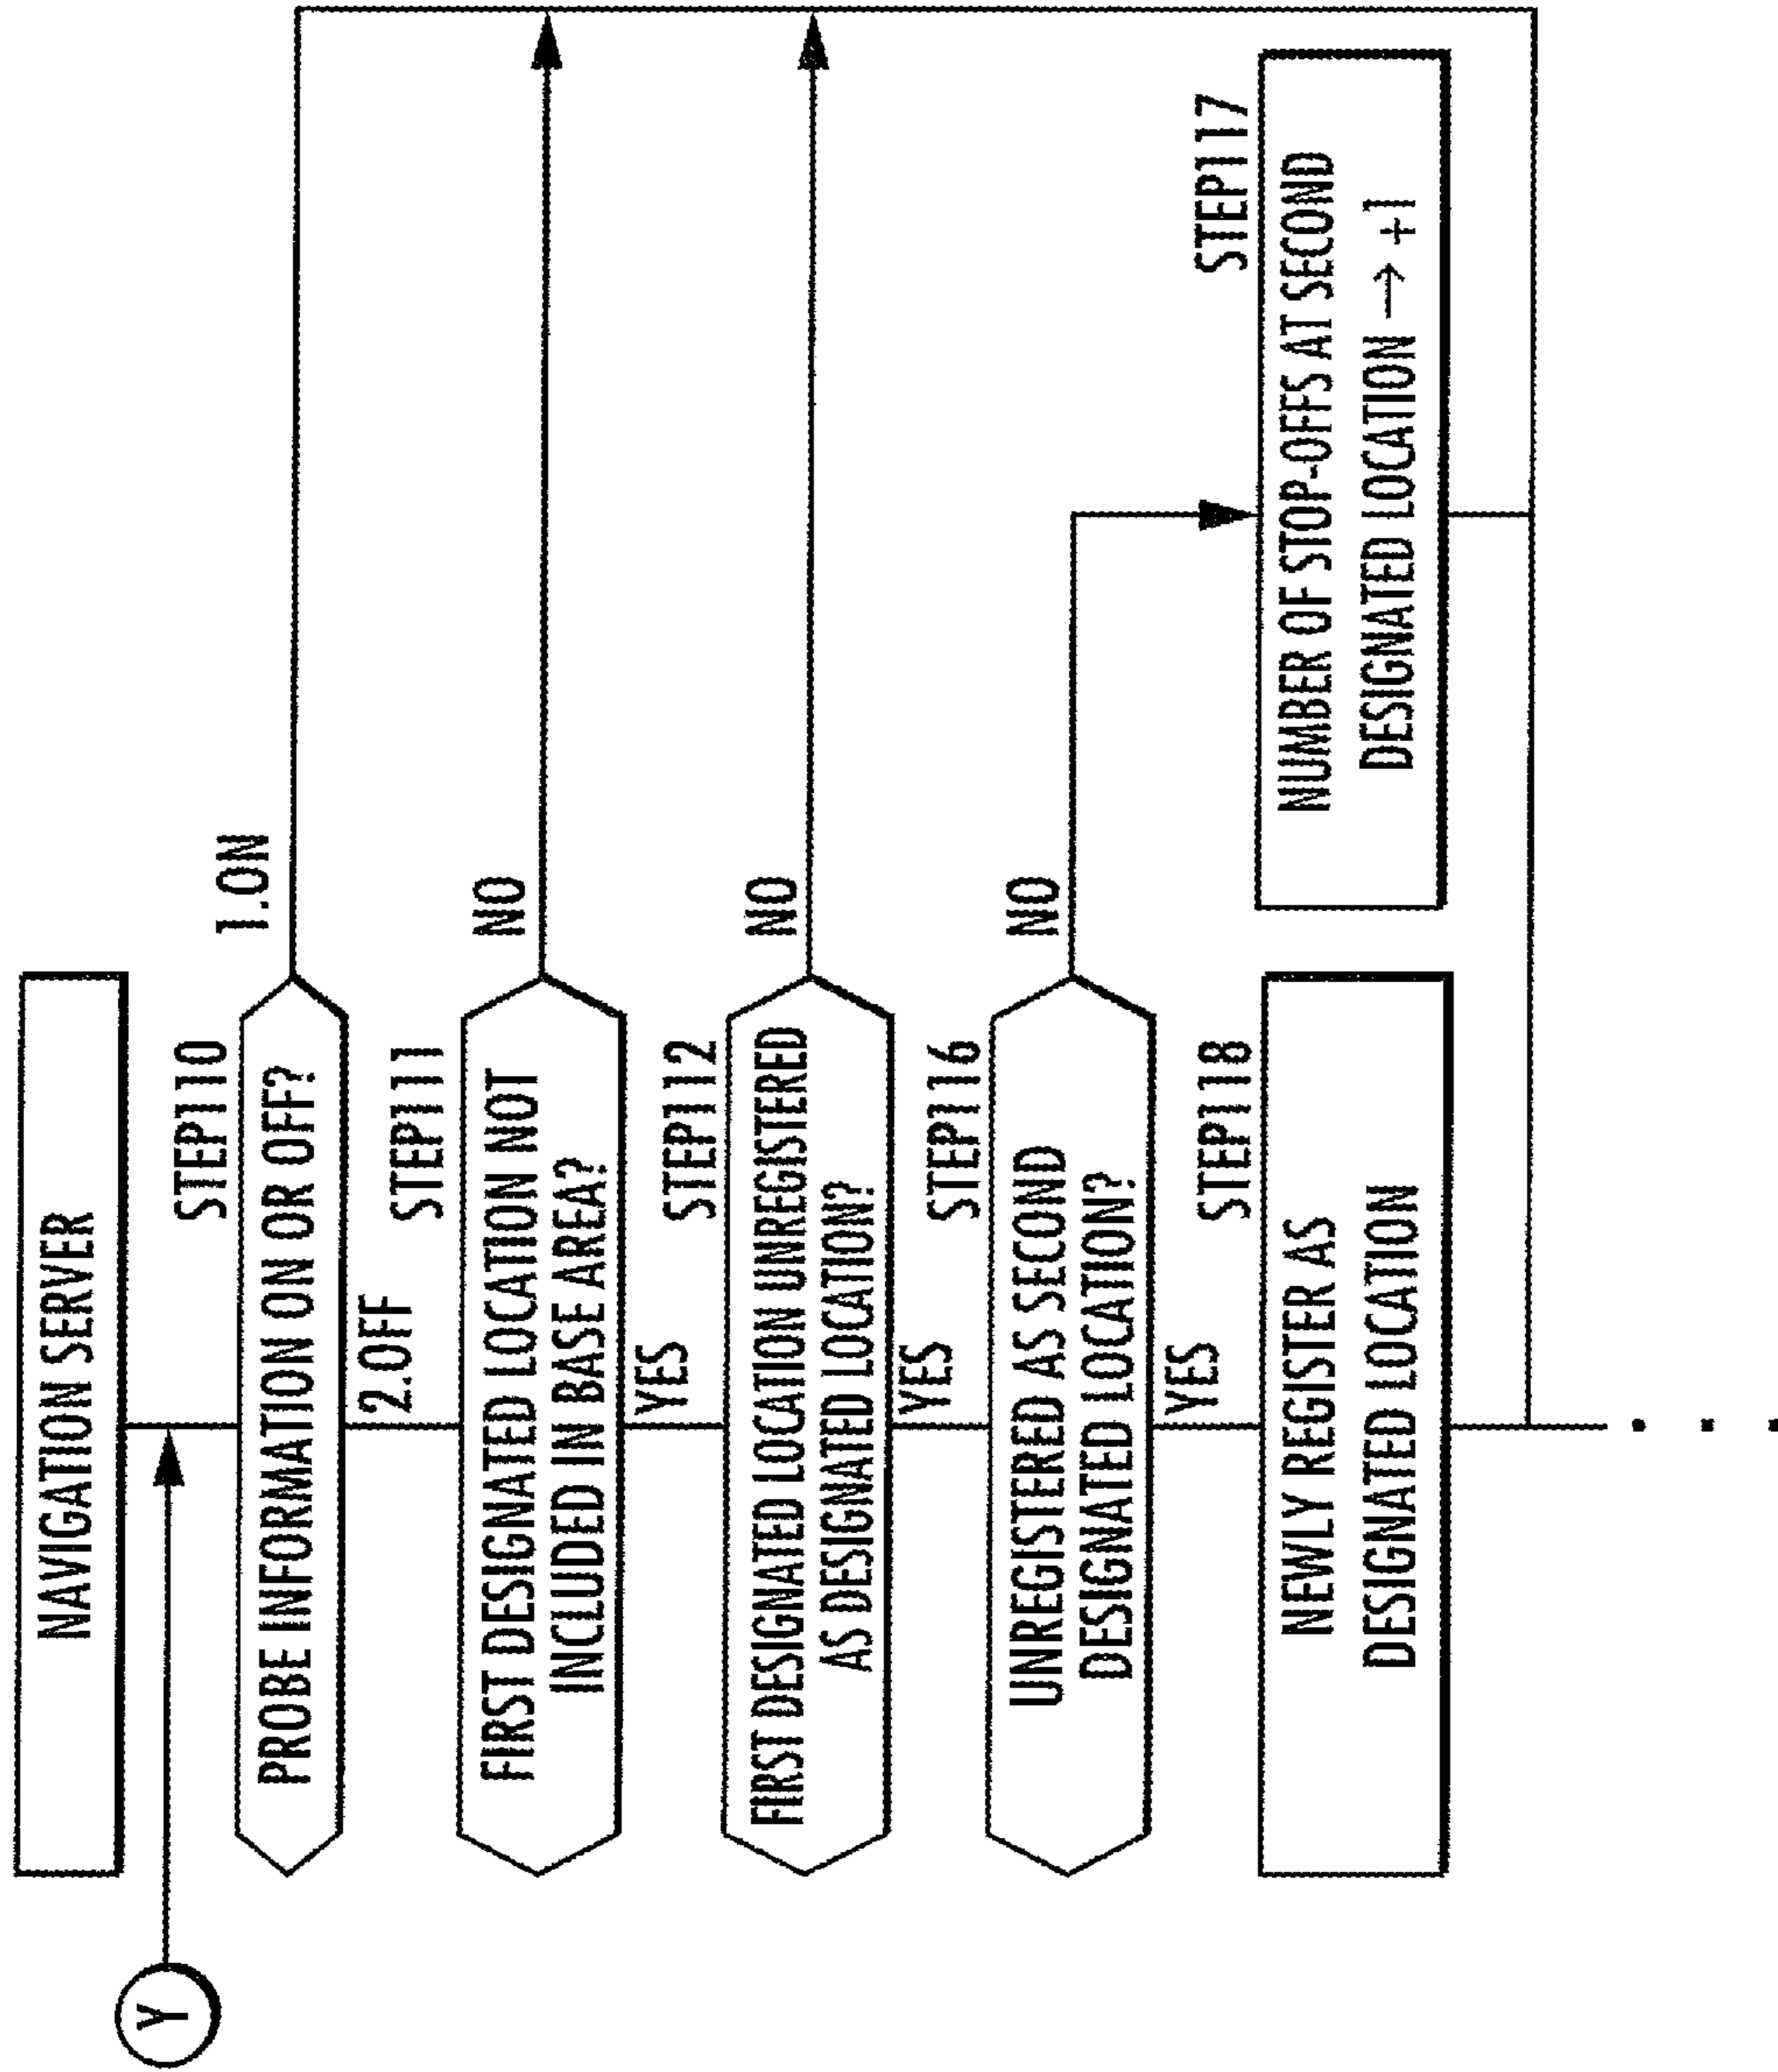 NAVIGATION SERVER
Y
STEP110
PROBE INFORMATION ON OR OFF?
1.ON
2.OFF
STEP111
FIRST DESIGNATED LOCATION NOT
INCLUDED IN BASE AREA?
NO
YES
STEP112
FIRST DESIGNATED LOCATION UNREGISTERED
AS DESIGNATED LOCATION?
NO
YES
STEP116
UNREGISTERED AS SECOND
DESIGNATED LOCATION?
NO
YES
STEP117
NUMBER OF STOP-OFFS AT SECOND
DESIGNATED LOCATION → +1
STEP118
NEWLY REGISTER AS
DESIGNATED LOCATION